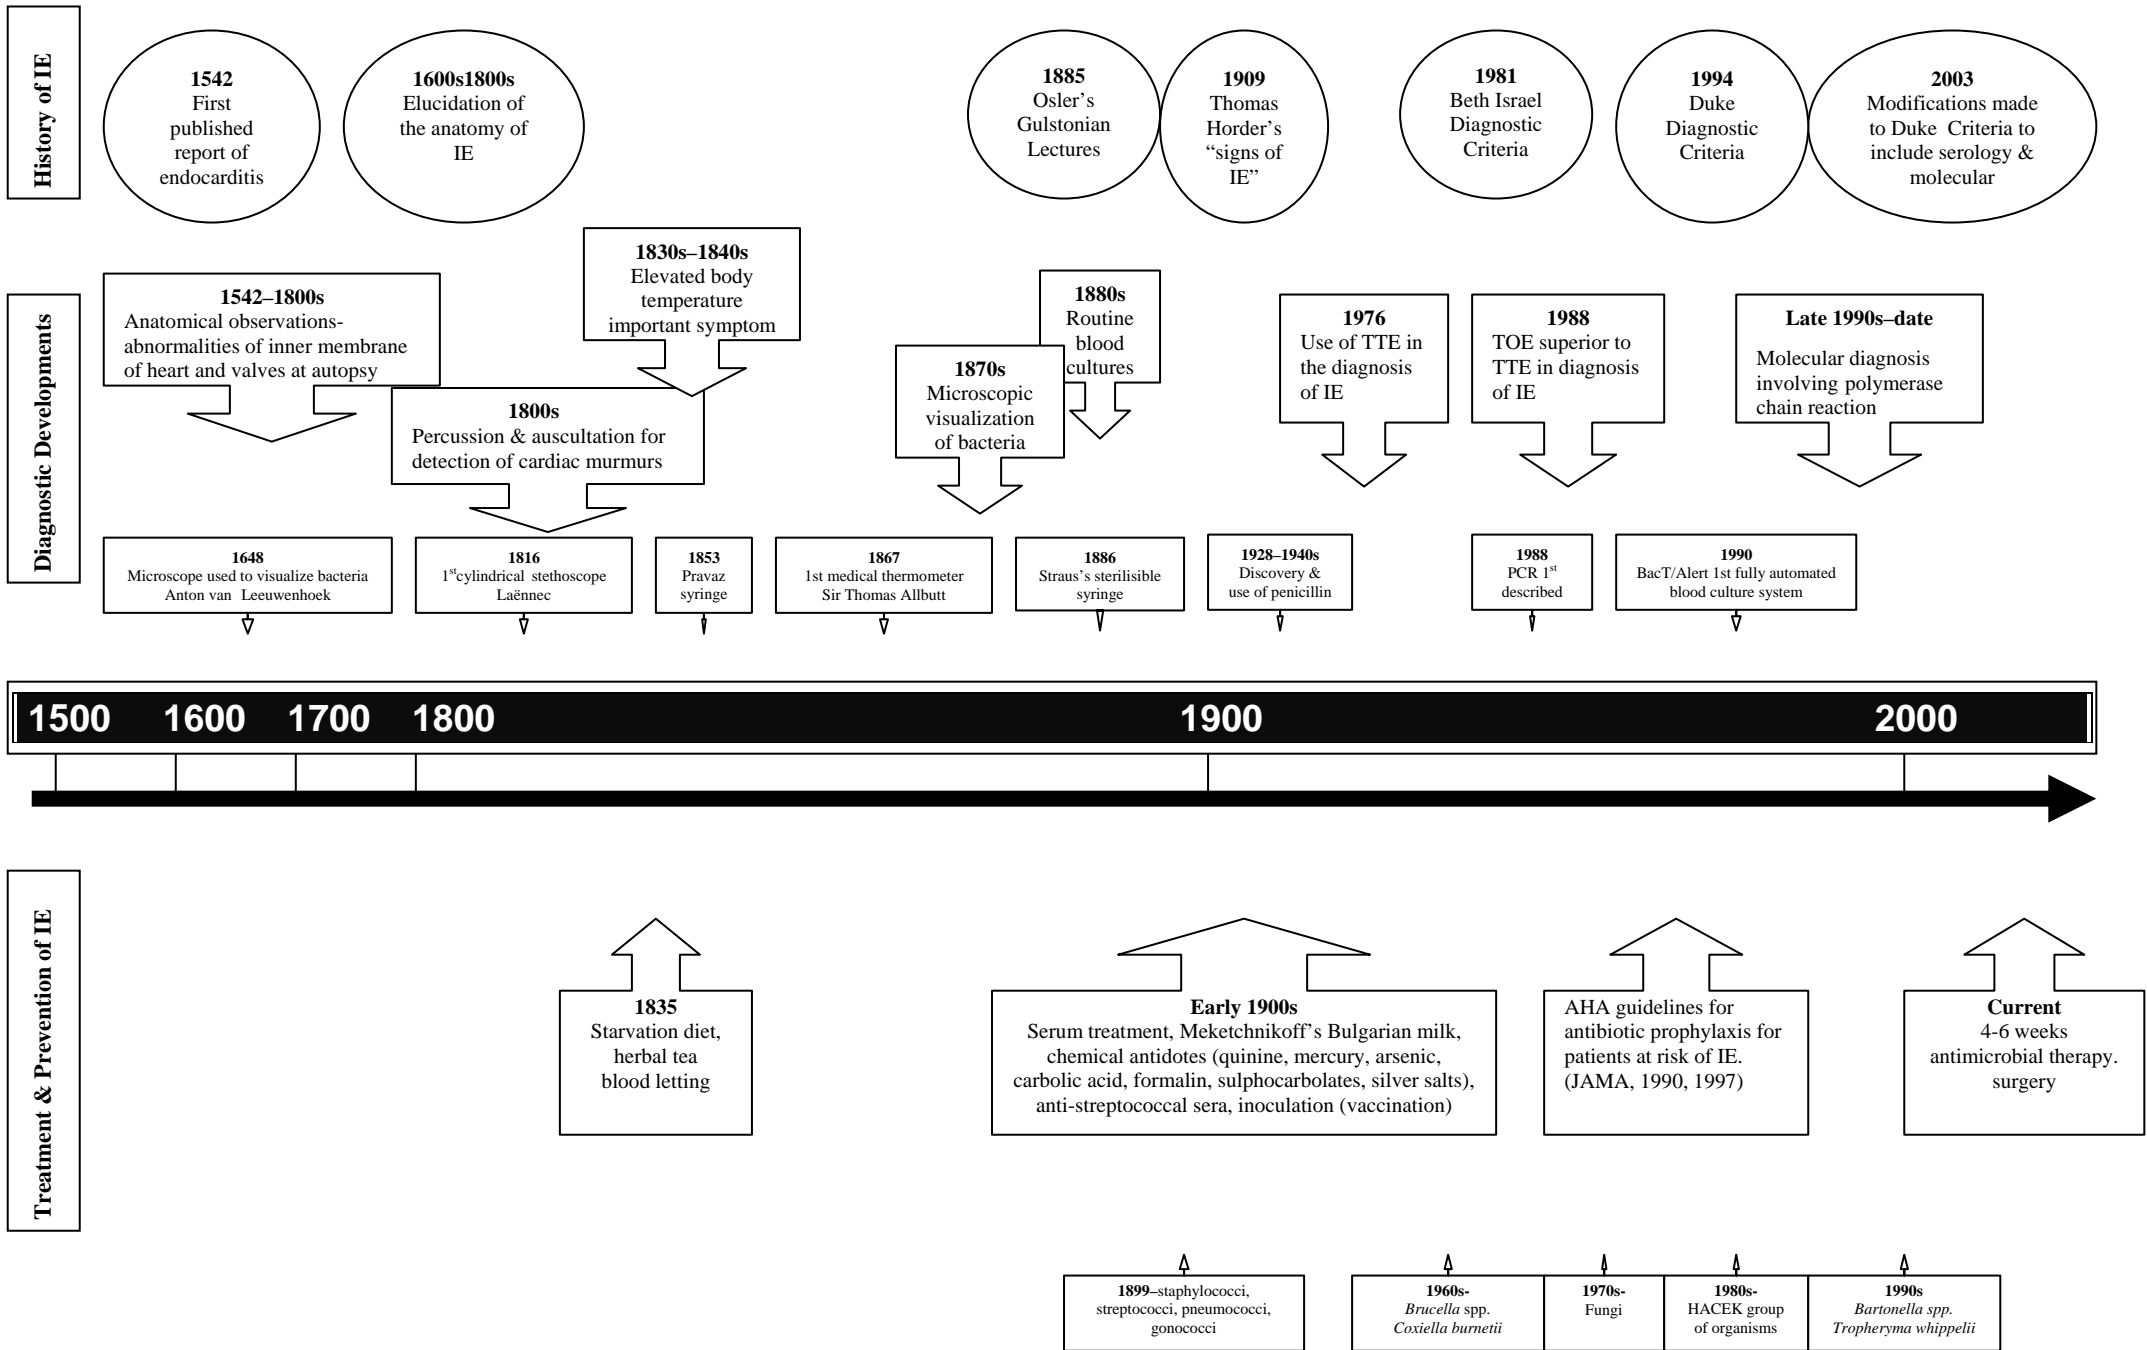 History of IE
1542
First
published
report of
endocarditis
1600s1800s
Elucidation of
the anatomy of
IE
1885
Osler’s
Gulstonian
Lectures
1909
Thomas
Horder’s
“signs of
IE”
1981
Beth Israel
Diagnostic
Criteria
1994
Duke
Diagnostic
Criteria
2003
Modifications made
to Duke Criteria to
include serology &
molecular
Diagnostic Developments
1542–1800s
Anatomical observations-
abnormalities of inner membrane
of heart and valves at autopsy
1830s–1840s
Elevated body
temperature
important symptom
1800s
Percussion & auscultation for
detection of cardiac murmurs
1870s
Microscopic
visualization
of bacteria
1880s
Routine
blood
cultures
1976
Use of TTE in
the diagnosis
of IE
1988
TOE superior to
TTE in diagnosis
of IE
Late 1990s–date
Molecular diagnosis
involving polymerase
chain reaction
1648
Microscope used to visualize bacteria
Anton van Leeuwenhoek
1816
1st cylindrical stethoscope
Laënnec
1853
Pravaz
syringe
1867
1st medical thermometer
Sir Thomas Allbutt
1886
Straus’s sterilisible
syringe
1928–1940s
Discovery &
use of penicillin
1988
PCR 1st
described
1990
BacT/Alert 1st fully automated
blood culture system
1500 1600 1700 1800 1900 2000
Treatment & Prevention of IE
1835
Starvation diet,
herbal tea
blood letting
Early 1900s
Serum treatment, Meketchnikoff’s Bulgarian milk,
chemical antidotes (quinine, mercury, arsenic,
carbolic acid, formalin, sulphocarbolates, silver salts),
anti-streptococcal sera, inoculation (vaccination)
AHA guidelines for
antibiotic prophylaxis for
patients at risk of IE.
(JAMA, 1990, 1997)
Current
4-6 weeks
antimicrobial therapy.
surgery
1899–staphylococci,
streptococci, pneumococci,
gonococci
1960s-
Brucella spp.
Coxiella burnetii
1970s-
Fungi
1980s-
HACEK group
of organisms
1990s
Bartonella spp.
Tropheryma whippelii